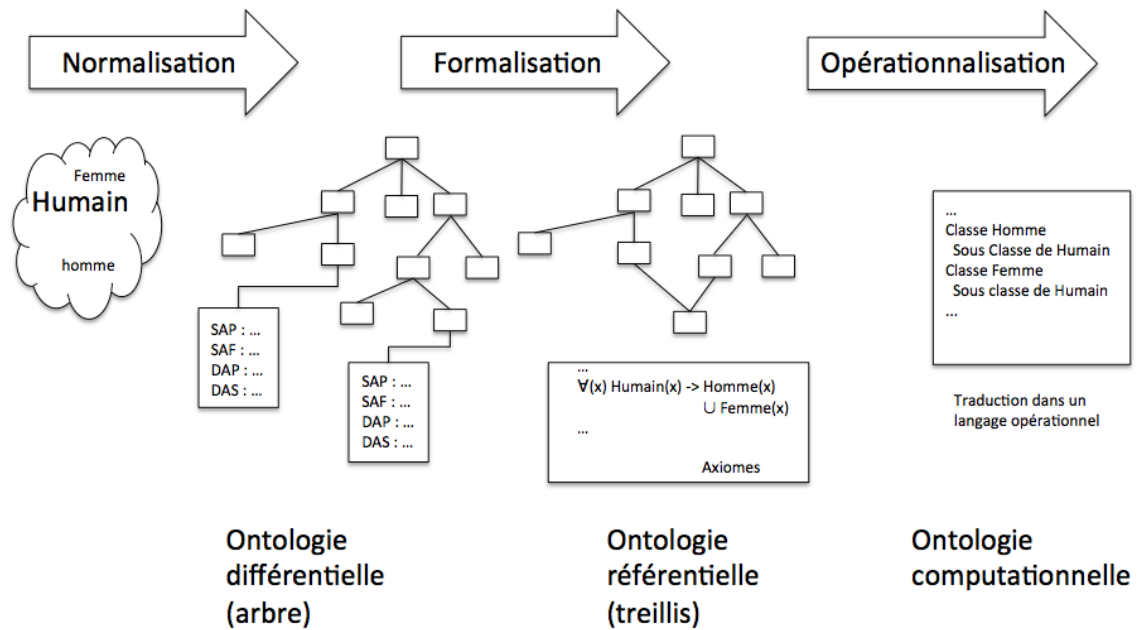 Normalisation
Formalisation
Opérationnalisation
Femme
Humain
homme
SAP : ...
SAF : ...
DAP : ...
DAS : ...
SAP : ...
SAF : ...
DAP : ...
DAS : ...
...
∀(x) Humain(x) -> Homme(x)
∪ Femme(x)
...
Axiomes
...
Classe Homme
Sous Classe de Humain
Classe Femme
Sous classe de Humain
...
Traduction dans un
langage opérationnel
Ontologie
différentielle
(arbre)
Ontologie
référentielle
(treillis)
Ontologie
computationnelle